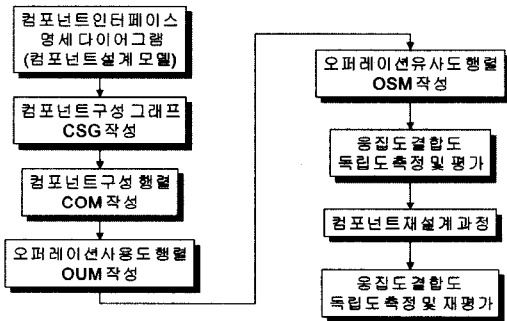 컴포넌트인터페이스
명세 다이어그램
(컴포넌트설계 모델)
컴포넌트구성 그래프
CSG 작성
컴포넌트구성 행렬
COM 작성
오퍼레이션사용도 행렬
OUM 작성
오퍼레이션유사도 행렬
OSM 작성
응집도결합도
독립도측정 및 평가
컴포넌트재설계 과정
응집도결합도
독립도측정 및 재평가